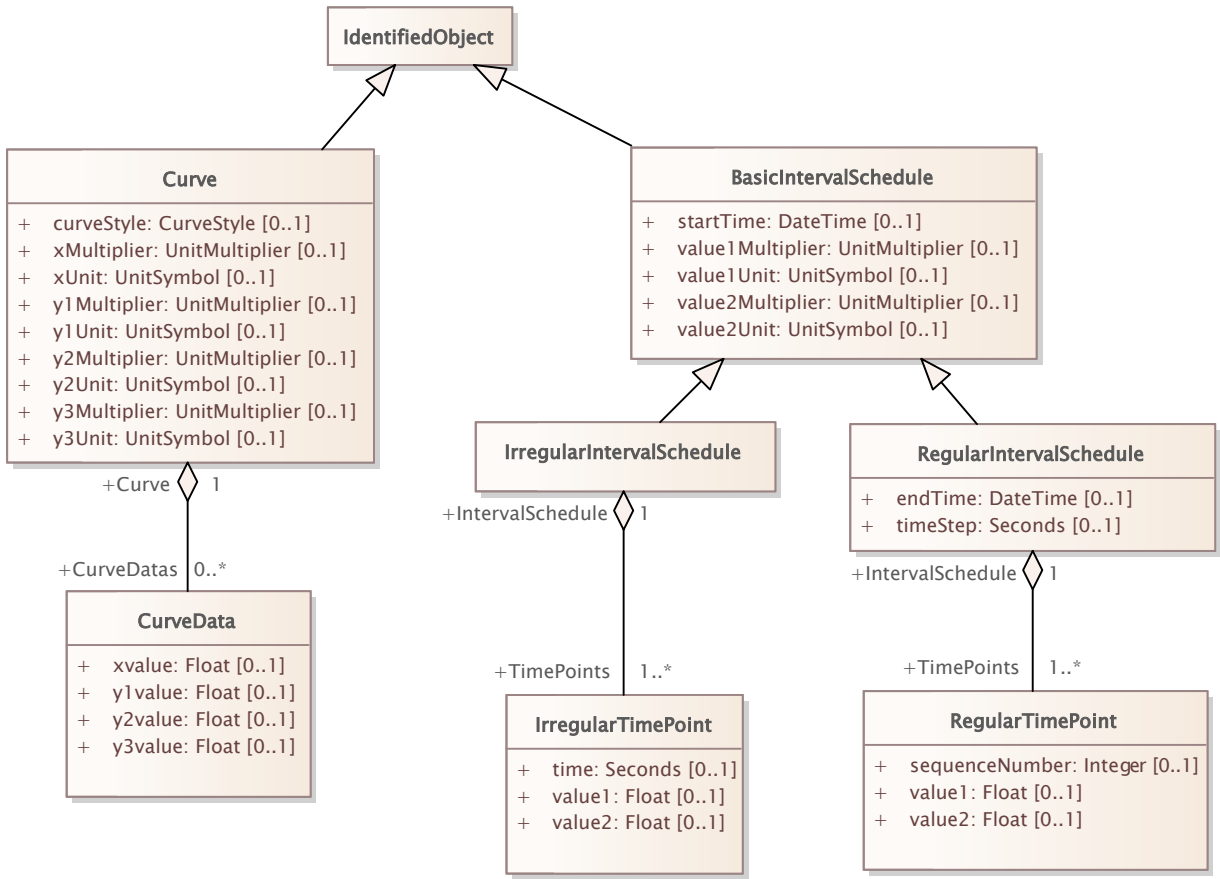 IdentifiedObject
Curve
+ curveStyle: CurveStyle [0..1]
+ xMultiplier: UnitMultiplier [0..1]
+ xUnit: UnitSymbol [0..1]
+ y1Multiplier: UnitMultiplier [0..1]
+ y1Unit: UnitSymbol [0..1]
+ y2Multiplier: UnitMultiplier [0..1]
+ y2Unit: UnitSymbol [0..1]
+ y3Multiplier: UnitMultiplier [0..1]
+ y3Unit: UnitSymbol [0..1]
BasicIntervalSchedule
+ startTime: DateTime [0..1]
+ value1Multiplier: UnitMultiplier [0..1]
+ value1Unit: UnitSymbol [0..1]
+ value2Multiplier: UnitMultiplier [0..1]
+ value2Unit: UnitSymbol [0..1]
+Curve 1
+CurveDatas 0..*
CurveData
+ xvalue: Float [0..1]
+ y1value: Float [0..1]
+ y2value: Float [0..1]
+ y3value: Float [0..1]
IrregularIntervalSchedule
+IntervalSchedule 1
+TimePoints 1..*
IrregularTimePoint
+ time: Seconds [0..1]
+ value1: Float [0..1]
+ value2: Float [0..1]
RegularIntervalSchedule
+ endTime: DateTime [0..1]
+ timeStep: Seconds [0..1]
+IntervalSchedule 1
+TimePoints 1..*
RegularTimePoint
+ sequenceNumber: Integer [0..1]
+ value1: Float [0..1]
+ value2: Float [0..1]